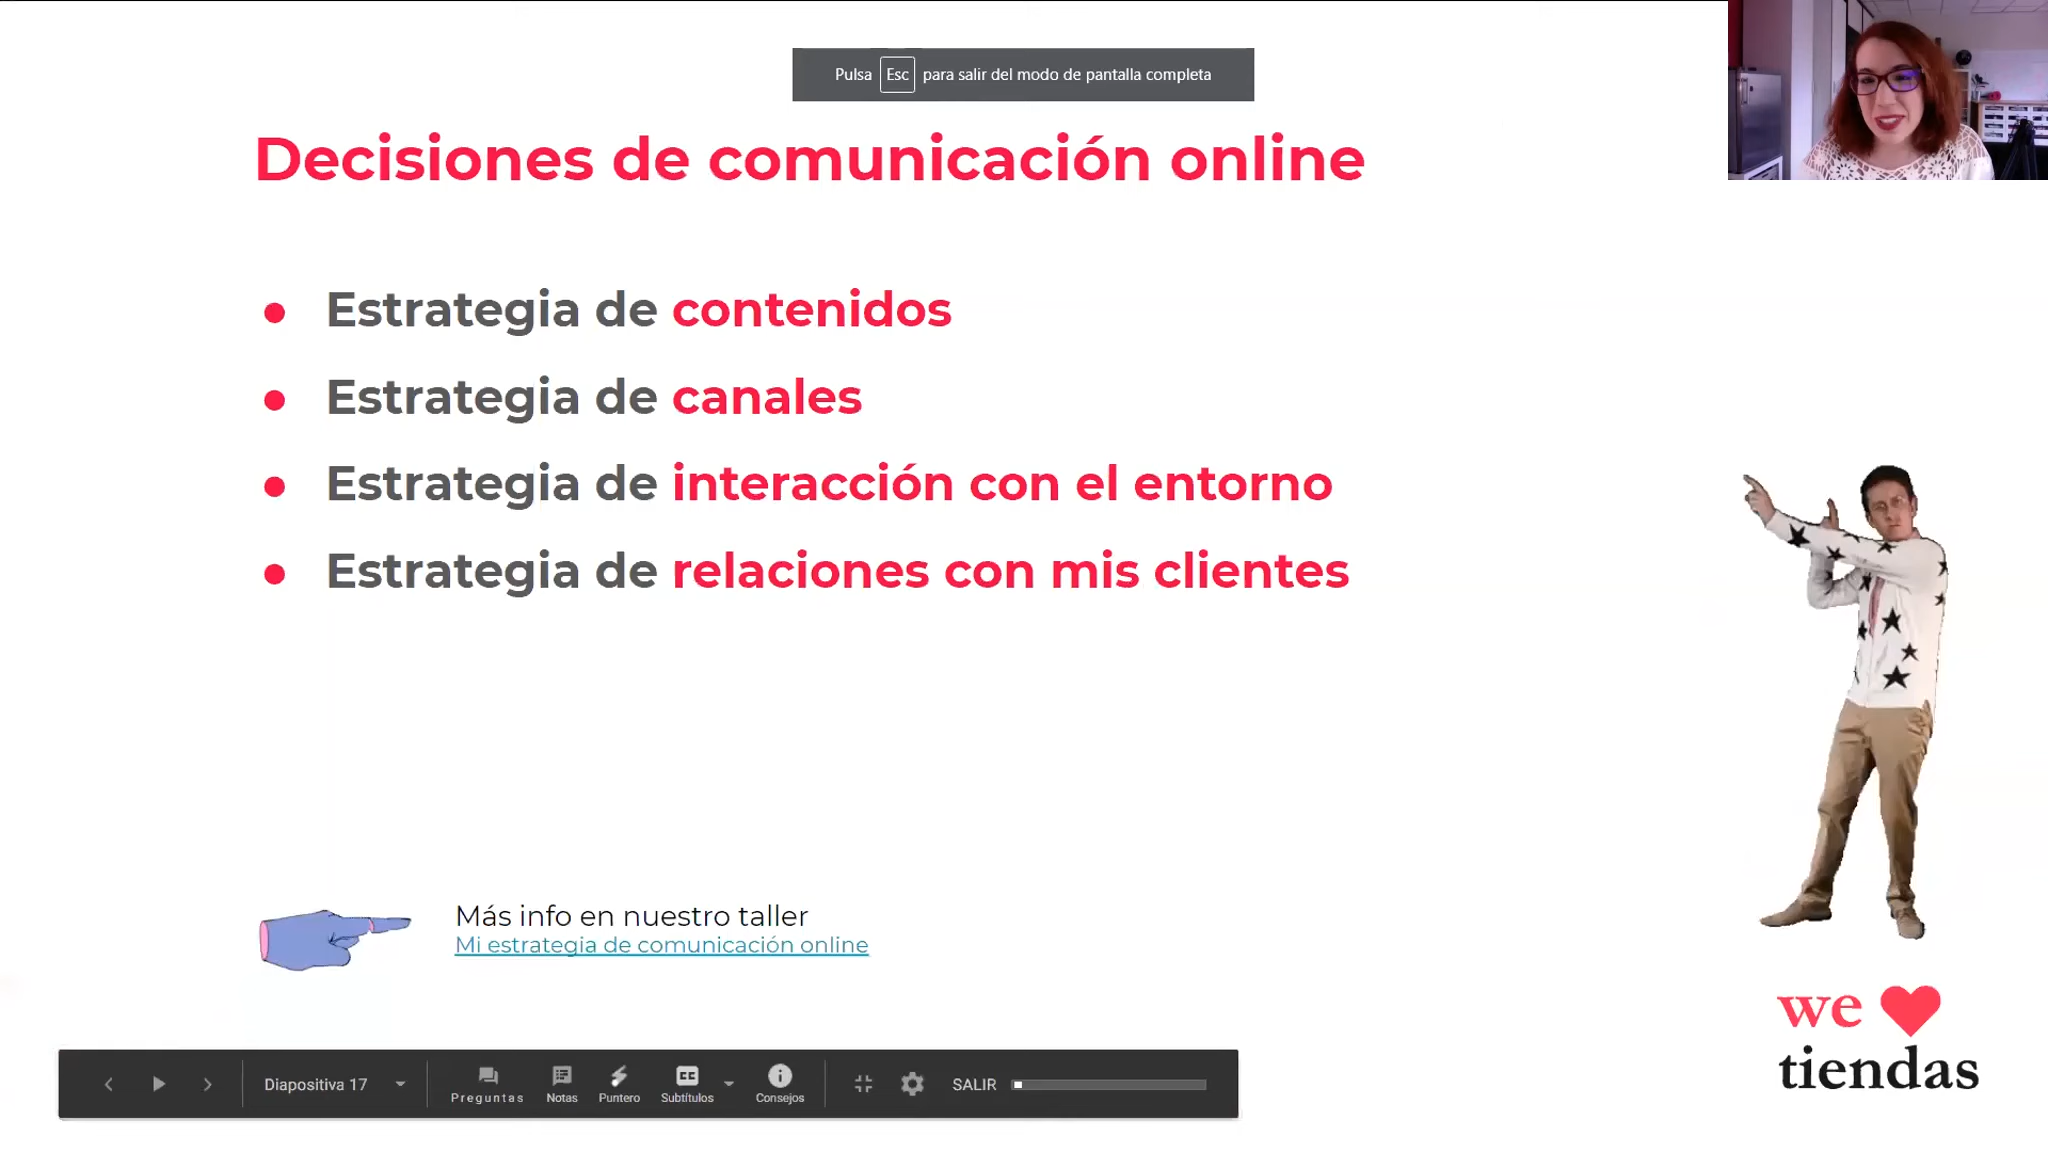 Pulsa Esc para salir del modo de pantalla completa
Decisiones de comunicación online
● Estrategia de contenidos
● Estrategia de canales
● Estrategia de interacción con el entorno
● Estrategia de relaciones con mis clientes
Más info en nuestro taller
Mi estrategia de comunicación online
we
tiendas
Diapositiva 17
Preguntas
Notas
Puntero
Subtítulos
Consejos
SALIR